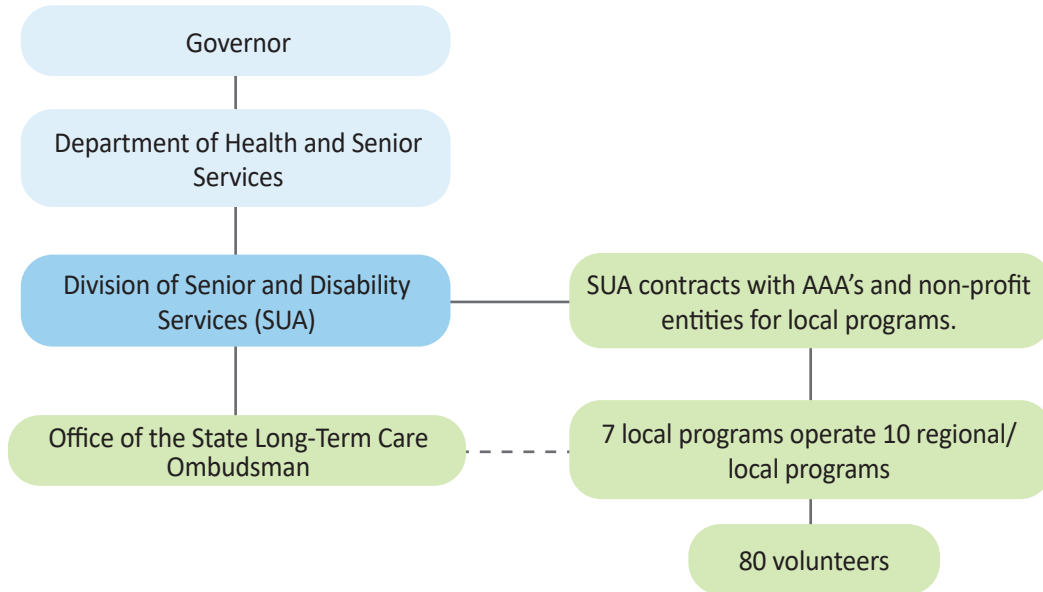 Governor
Department of Health and Senior
Services
Division of Senior and Disability
Services (SUA)
SUA contracts with AAA’s and non-profit
entities for local programs.
Office of the State Long-Term Care
Ombudsman
7 local programs operate 10 regional/
local programs
80 volunteers